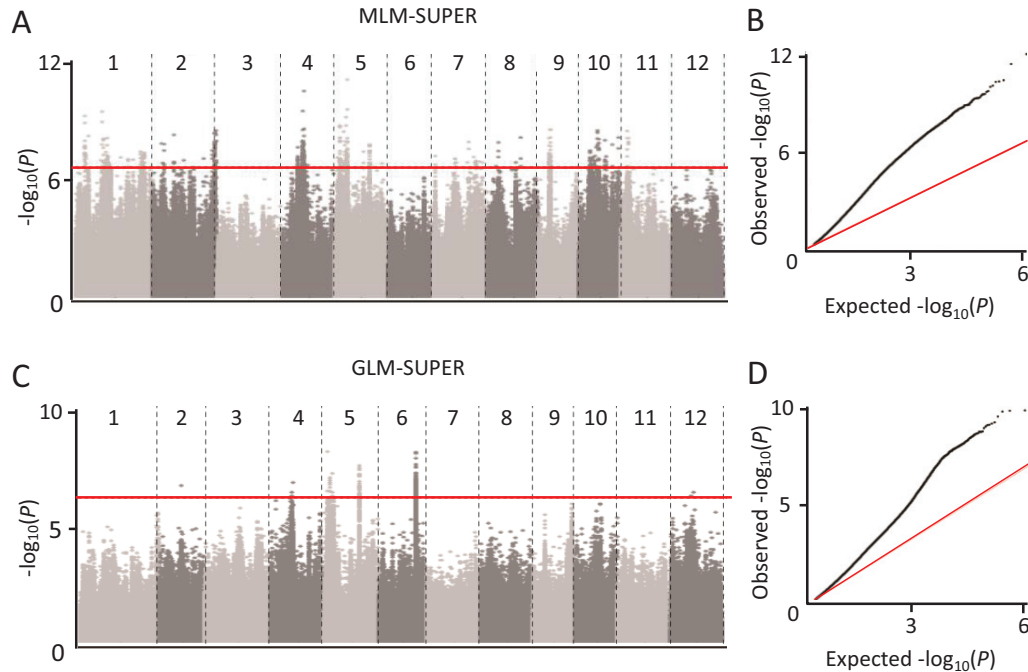 A
MLM-SUPER
B
12
6
0
-log10(P)
1 2 3 4 5 6 7 8 9 10 11 12
12
6
0
Observed -log10(P)
3 6
Expected -log10(P)
C
GLM-SUPER
D
10
5
0
-log10(P)
1 2 3 4 5 6 7 8 9 10 11 12
10
5
0
Observed -log10(P)
3 6
Expected -log10(P)